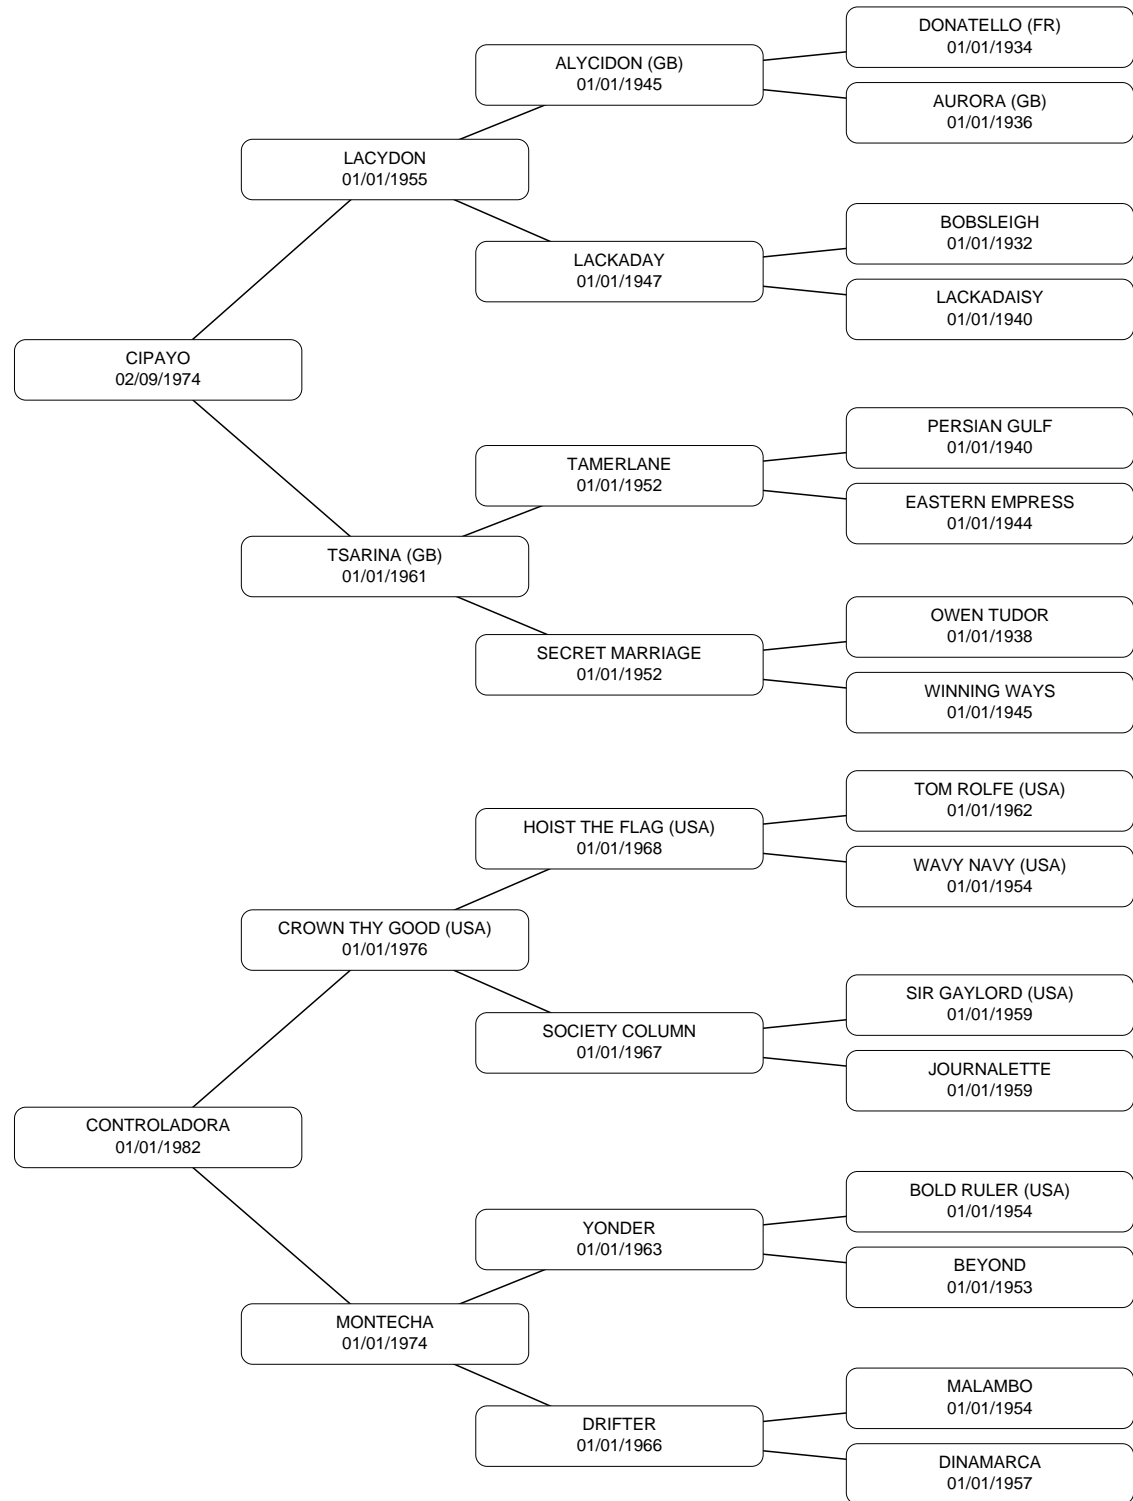 DONATELLO (FR)
01/01/1934
ALYCIDON (GB)
01/01/1945
AURORA (GB)
01/01/1936
LACYDON
01/01/1955
BOBSLEIGH
01/01/1932
LACKADAY
01/01/1947
LACKADAISY
01/01/1940
CIPAYO
02/09/1974
PERSIAN GULF
01/01/1940
TAMERLANE
01/01/1952
EASTERN EMPRESS
01/01/1944
TSARINA (GB)
01/01/1961
OWEN TUDOR
01/01/1938
SECRET MARRIAGE
01/01/1952
WINNING WAYS
01/01/1945
TOM ROLFE (USA)
01/01/1962
HOIST THE FLAG (USA)
01/01/1968
WAVY NAVY (USA)
01/01/1954
CROWN THY GOOD (USA)
01/01/1976
SIR GAYLORD (USA)
01/01/1959
SOCIETY COLUMN
01/01/1967
JOURNALETTE
01/01/1959
CONTROLADORA
01/01/1982
BOLD RULER (USA)
01/01/1954
YONDER
01/01/1963
BEYOND
01/01/1953
MONTECHA
01/01/1974
MALAMBO
01/01/1954
DRIFTER
01/01/1966
DINAMARCA
01/01/1957